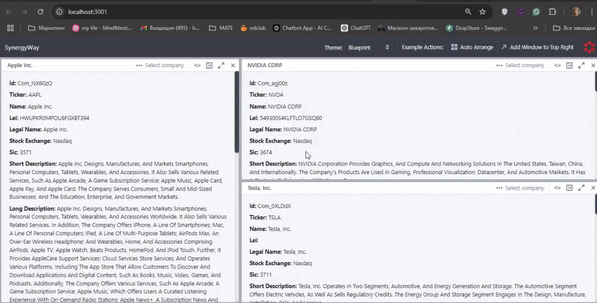 localhost:3001
my life - MindMeist...
Входящие (491) - ih...
MATE
edclub
Chatbot App - AI C...
ChatGPT
Магазин аккаунтов...
DropStore - Swagge...
Все закладки
SynergyWay
Theme: Blueprint
Example Actions:
Auto Arrange
Add Window to Top Right
Apple Inc.
Select company
Id: Com_NX6GzO
Ticker: AAPL
Name: Apple Inc.
Lei: HWUPKR0MPOU8FGXBT394
Legal Name: Apple Inc.
Stock Exchange: Nasdaq
Sic: 3571
Short Description: Apple Inc. Designs, Manufactures, And Markets Smartphones,
Personal Computers, Tablets, Wearables, And Accessories. It Also Sells Various Related
Services, Such As Apple Arcade, A Game Subscription Service; Apple Music, Apple Card,
Apple Pay, And Apple Card. The Company Serves Consumers, Small And Mid-Sized
Businesses; And The Education, Enterprise, And Government Markets.
Long Description: Apple Inc. Designs, Manufactures, And Markets Smartphones,
Personal Computers, Tablets, Wearables, And Accessories Worldwide. It Also Sells Various
Related Services. In Addition, The Company Offers IPhone, A Line Of Smartphones; Mac,
A Line Of Personal Computers; IPad, A Line Of Multi-Purpose Tablets; AirPods Max, An
Over-Ear Wireless Headphone; And Wearables, Home, And Accessories Comprising
AirPods, Apple TV, Apple Watch, Beats Products, HomePod, And IPod Touch. Further, It
Provides AppleCare Support Services; Cloud Services Store Services; And Operates
Various Platforms, Including The App Store That Allow Customers To Discover And
Download Applications And Digital Content, Such As Books, Music, Video, Games, And
Podcasts. Additionally, The Company Offers Various Services, Such As Apple Arcade, A
Game Subscription Service; Apple Music, Which Offers Users A Curated Listening
Experience With On-Demand Radio Stations; Apple News+, A Subscription News And
NVIDIA CORP
Select company
Id: Com_agjl00z
Ticker: NVDA
Name: NVIDIA CORP
Lei: 549300S4KLFTLO7GSQ80
Legal Name: NVIDIA CORP
Stock Exchange: Nasdaq
Sic: 3674
Short Description: NVIDIA Corporation Provides Graphics, And Compute And Networking Solutions In The United States, Taiwan, China,
And Internationally. The Company's Products Are Used In Gaming, Professional Visualization, Datacenter, And Automotive Markets. It Has
Tesla, Inc.
Select company
Id: Com_0XLDdX
Ticker: TSLA
Name: Tesla, Inc.
Lei:
Legal Name: Tesla, Inc.
Stock Exchange: Nasdaq
Sic: 3711
Short Description: Tesla, Inc. Operates In Two Segments, Automotive, And Energy Generation And Storage. The Automotive Segment
Offers Electric Vehicles, As Well As Sells Regulatory Credits. The Energy Group And Storage Segment Engages In The Design, Manufacture,